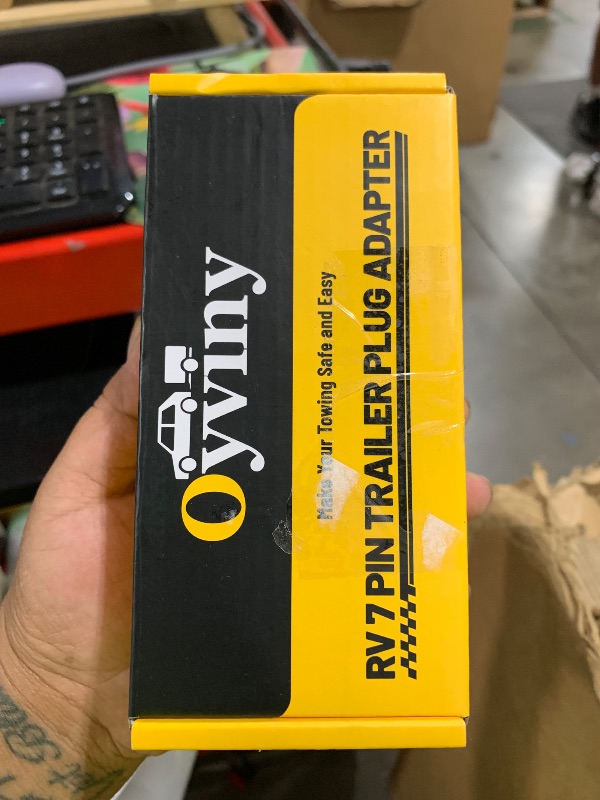 Oyviny
Make Your Towing Safe and Easy
RV 7 PIN TRAILER PLUG ADAPTER